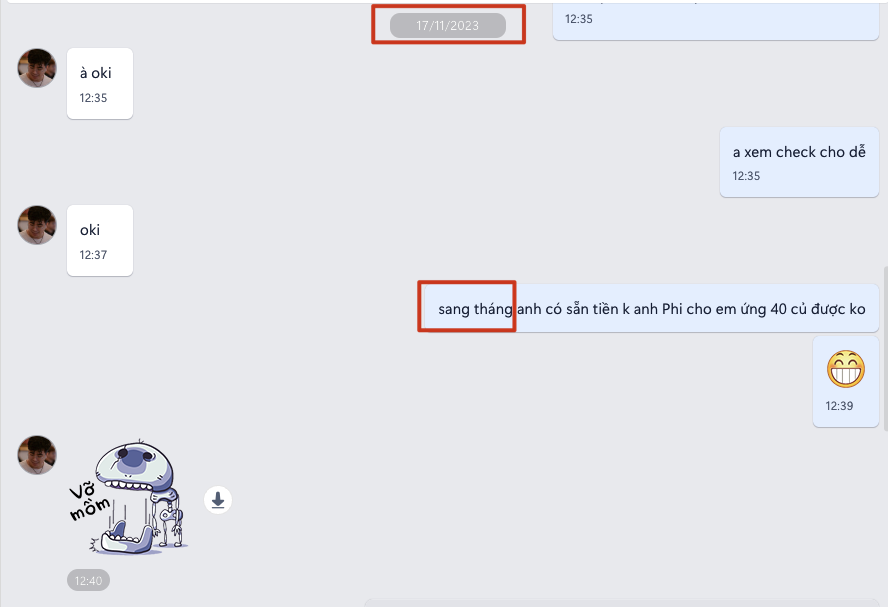 17/11/2023
12:35
à oki
12:35
a xem check cho dễ
12:35
oki
12:37
sang tháng anh có sẵn tiền k anh Phi cho em ứng 40 củ được ko
12:39
Vỡ
mồm
12:40